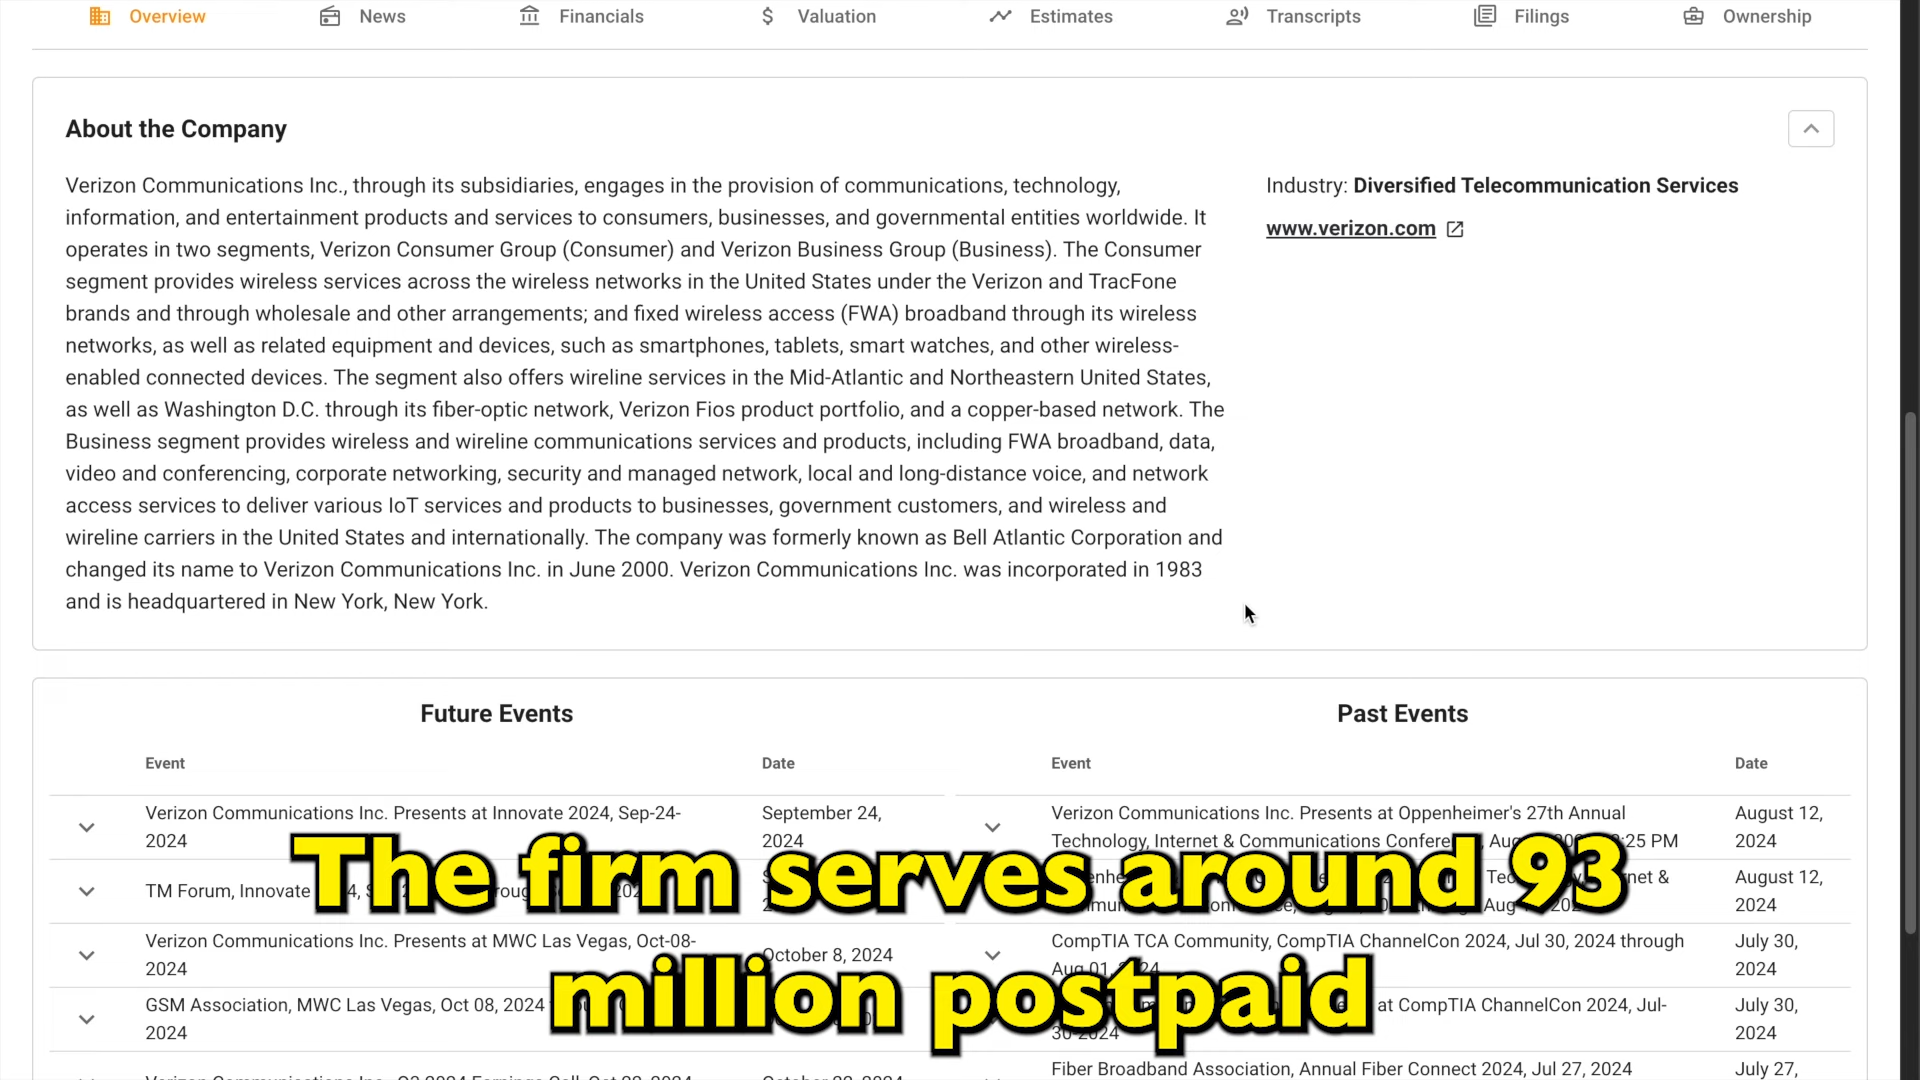 Overview News Financials Valuation Estimates Transcripts Filings Ownership
About the Company
Verizon Communications Inc., through its subsidiaries, engages in the provision of communications, technology,
information, and entertainment products and services to consumers, businesses, and governmental entities worldwide. It
operates in two segments, Verizon Consumer Group (Consumer) and Verizon Business Group (Business). The Consumer
segment provides wireless services across the wireless networks in the United States under the Verizon and TracFone
brands and through wholesale and other arrangements; and fixed wireless access (FWA) broadband through its wireless
networks, as well as related equipment and devices, such as smartphones, tablets, smart watches, and other wireless-
enabled connected devices. The segment also offers wireline services in the Mid-Atlantic and Northeastern United States,
as well as Washington D.C. through its fiber-optic network, Verizon Fios product portfolio, and a copper-based network. The
Business segment provides wireless and wireline communications services and products, including FWA broadband, data,
video and conferencing, corporate networking, security and managed network, local and long-distance voice, and network
access services to deliver various IoT services and products to businesses, government customers, and wireless and
wireline carriers in the United States and internationally. The company was formerly known as Bell Atlantic Corporation and
changed its name to Verizon Communications Inc. in June 2000. Verizon Communications Inc. was incorporated in 1983
and is headquartered in New York, New York.
Industry: Diversified Telecommunication Services
www.verizon.com
Future Events
Event Date
Verizon Communications Inc. Presents at Innovate 2024, Sep-24-
2024
September 24,
2024
TM Forum, Innovate
Verizon Communications Inc. Presents at MWC Las Vegas, Oct-08-
2024
October 8, 2024
GSM Association, MWC Las Vegas, Oct 08, 2024
2024
Past Events
Event Date
Verizon Communications Inc. Presents at Oppenheimer's 27th Annual
Technology, Internet & Communications :25 PM
August 12,
2024
August 12,
2024
CompTIA TCA Community, CompTIA ChannelCon 2024, Jul 30, 2024 through
Aug 01,
July 30,
2024
at CompTIA ChannelCon 2024, Jul-
30-2024
July 30,
2024
Fiber Broadband Association, Annual Fiber Connect 2024, Jul 27, 2024
July 27,
The firm serves around 93
million postpaid